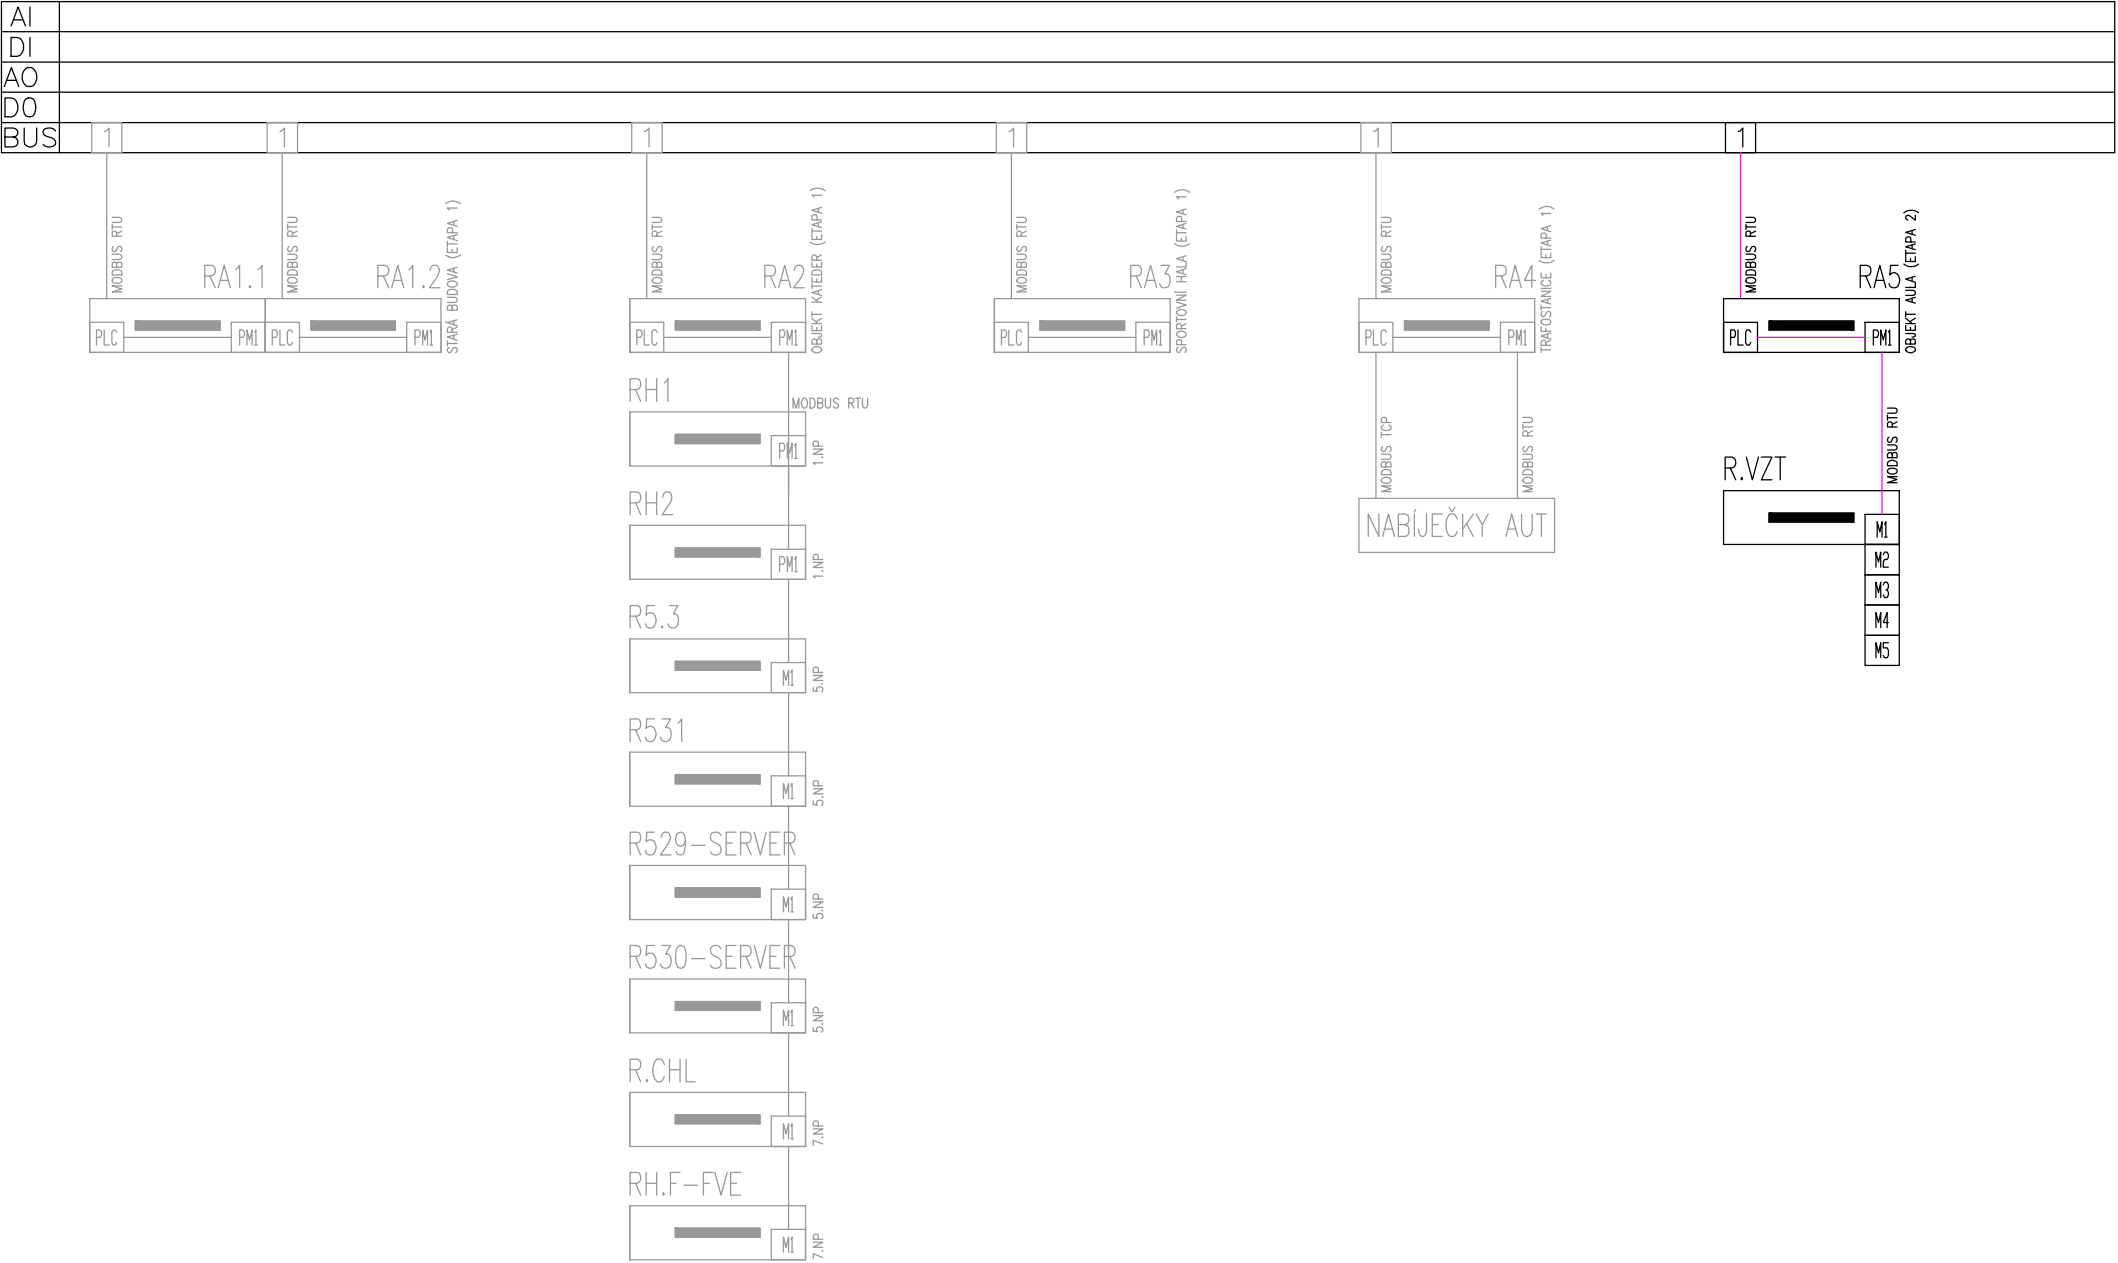 AI
DI
AO
DO
BUS 1 1 1 1 1 1
MODBUS RTU
RA1.1
PLC PM1
MODBUS RTU
RA1.2
PLC PM1
STARÁ BUDOVA (ETAPA 1)
MODBUS RTU
RA2
PLC PM1
OBJEKT KATEDER (ETAPA 1)
MODBUS RTU
RH1
PM1
1.NP
RH2
PM1
1.NP
R5.3
M1
5.NP
R531
M1
5.NP
R529-SERVER
M1
5.NP
R530-SERVER
M1
5.NP
R.CHL
M1
7.NP
RH.F-FVE
M1
7.NP
MODBUS RTU
RA3
PLC PM1
SPORTOVNÍ HALA (ETAPA 1)
MODBUS RTU
RA4
PLC PM1
TRAFOSTANICE (ETAPA 1)
MODBUS TCP
MODBUS RTU
NABÍJEČKY AUT
MODBUS RTU
RA5
PLC PM1
OBJEKT AULA (ETAPA 2)
MODBUS RTU
R.VZT
M1
M2
M3
M4
M5